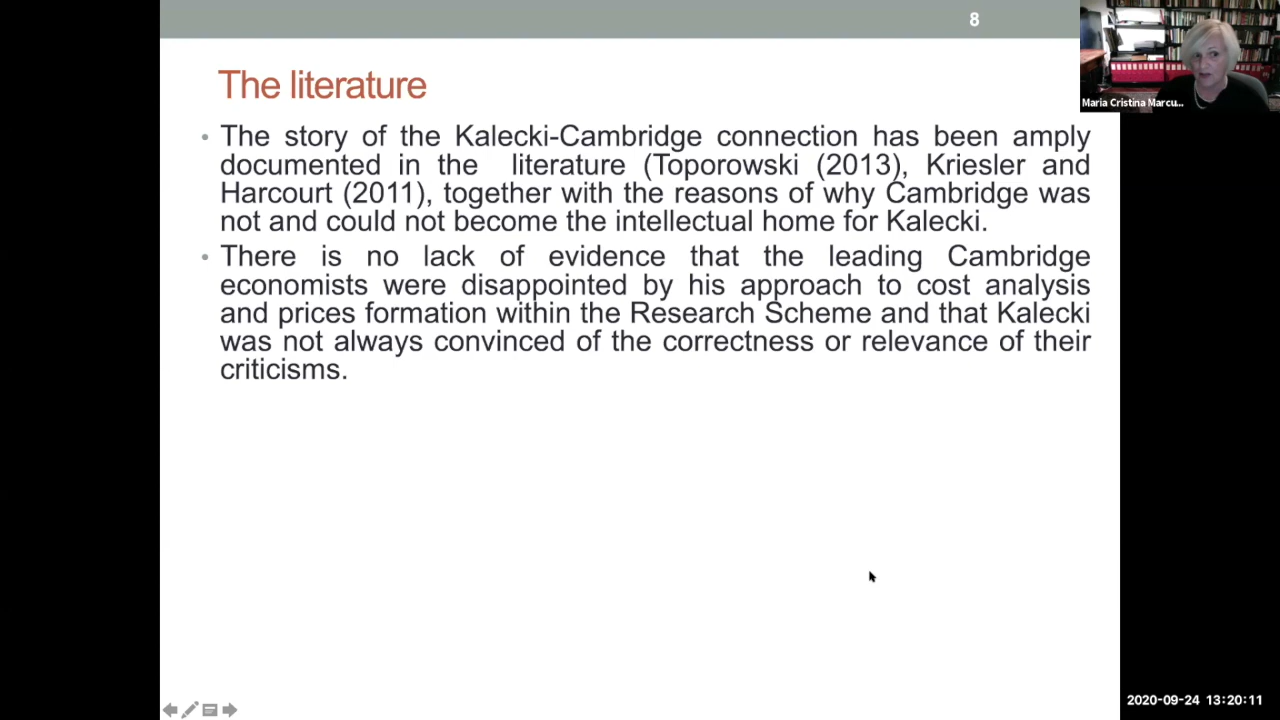 8
The literature
• The story of the Kalecki-Cambridge connection has been amply
documented in the literature (Toporowski (2013), Kriesler and
Harcourt (2011), together with the reasons of why Cambridge was
not and could not become the intellectual home for Kalecki.
• There is no lack of evidence that the leading Cambridge
economists were disappointed by his approach to cost analysis
and prices formation within the Research Scheme and that Kalecki
was not always convinced of the correctness or relevance of their
criticisms.
Maria Cristina Marcu...
2020-09-24 13:20:11